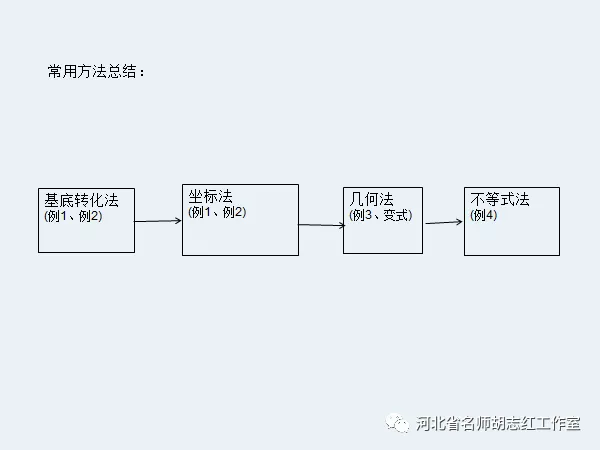 常用方法总结：
基底转化法
(例1、例2)
坐标法
(例1、例2)
几何法
(例3、变式)
不等式法
(例4)
河北省名师胡志红工作室